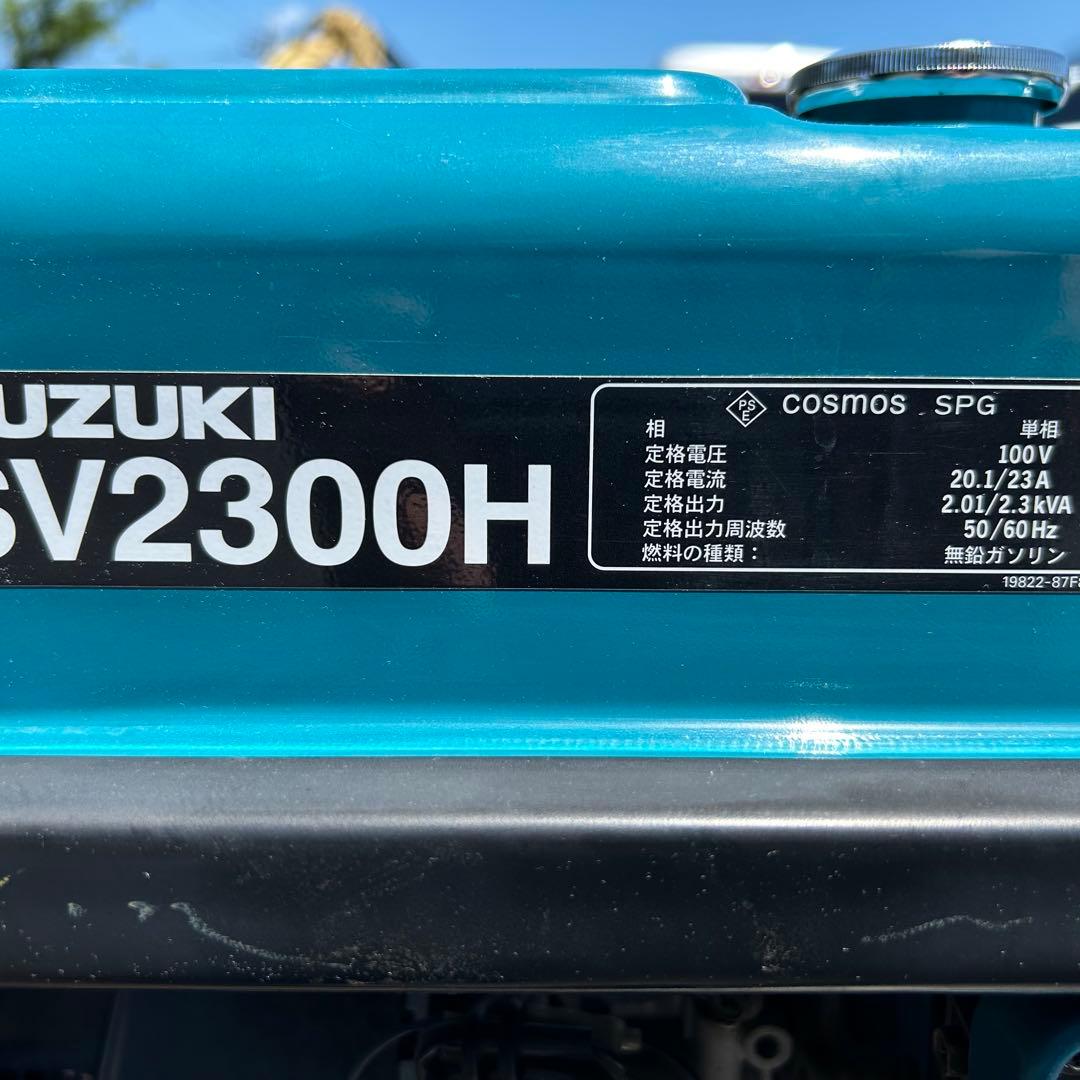 UZUKI
SV2300H
PSE COSMOS SPG
相 単相
定格電圧 100V
定格電流 20.1/23A
定格出力 2.01/2.3kVA
定格出力周波数 50/60Hz
燃料の種類： 無鉛ガソリン
19822-87F